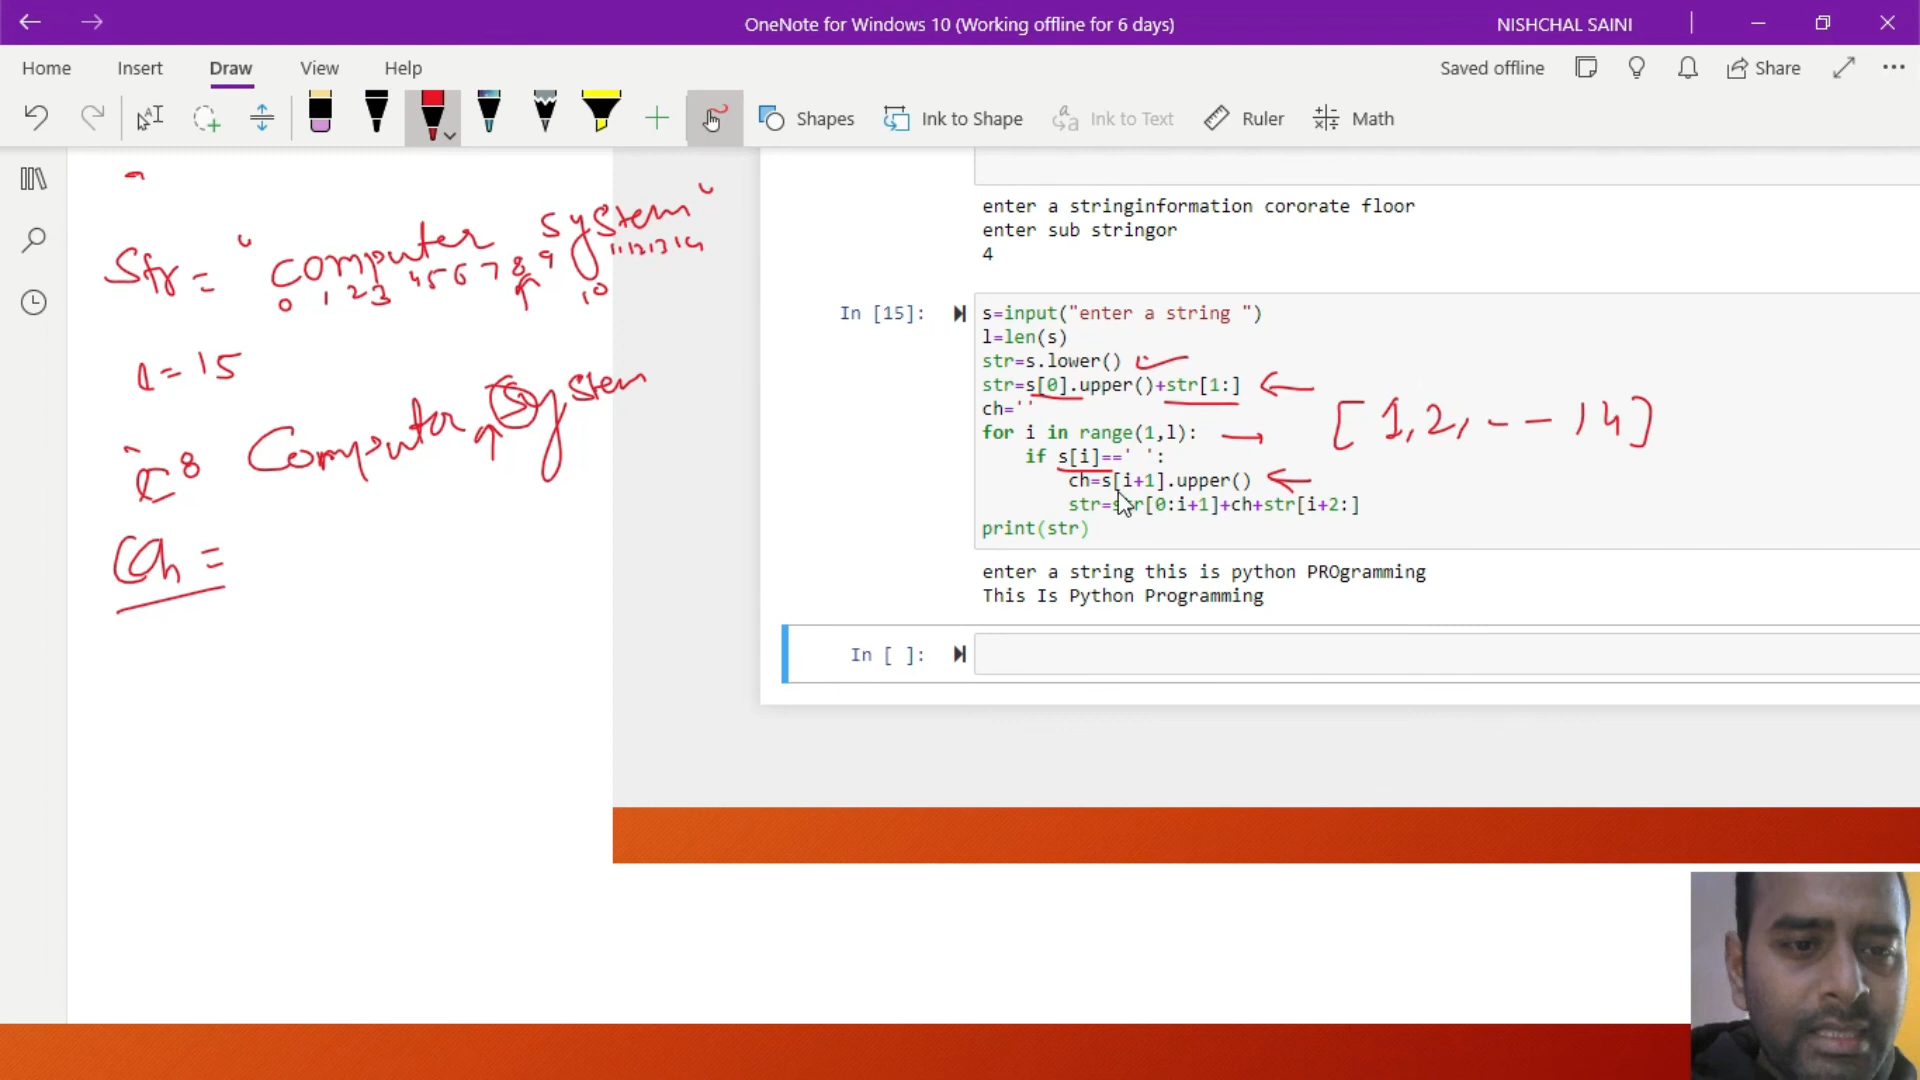 OneNote for Windows 10 (Working offline for 6 days)
NISHCHAL SAINI
Home Insert Draw View Help
Saved offline Share
Shapes Ink to Shape Ink to Text Ruler Math
Str = " computer system "
0 1 2 3 4 5 6 7 8 9 10 11 12 13 14
l = 15
Computer System
i 8
Ch =
enter a stringinformation cororate floor
enter sub stringor
4
In [15]:
s=input("enter a string ")
l=len(s)
str=s.lower()
str=s[0].upper()+str[1:]
ch=''
for i in range(1,l):
[ 1, 2, - - 14 ]
if s[i]==' ':
ch=s[i+1].upper()
str=str[0:i+1]+ch+str[i+2:]
print(str)
enter a string this is python PROgramming
This Is Python Programming
In [ ]: